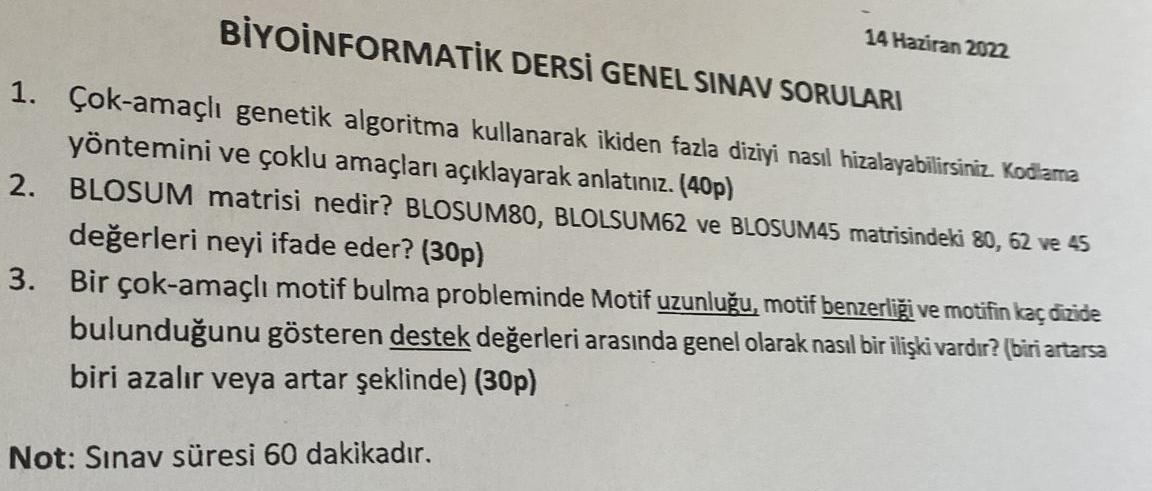 14 Haziran 2022
BİYOİNFORMATİK DERSİ GENEL SINAV SORULARI
1. Çok-amaçlı genetik algoritma kullanarak ikiden fazla diziyi nasıl hizalayabilirsiniz. Kodlama
yöntemini ve çoklu amaçları açıklayarak anlatınız. (40p)
2. BLOSUM matrisi nedir? BLOSUM80, BLOLSUM62 ve BLOSUM45 matrisindeki 80, 62 ve 45
değerleri neyi ifade eder? (30p)
3. Bir çok-amaçlı motif bulma probleminde Motif uzunluğu, motif benzerliği ve motifin kaç dizide
bulunduğunu gösteren destek değerleri arasında genel olarak nasıl bir ilişki vardır? (biri artarsa
biri azalır veya artar şeklinde) (30p)
Not: Sınav süresi 60 dakikadır.